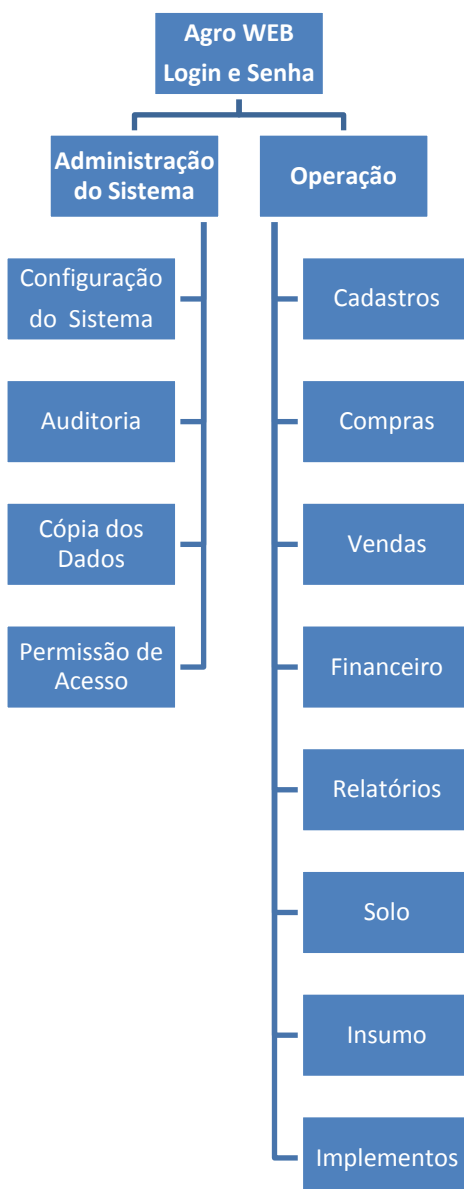 Agro WEB
Login e Senha
Administração
do Sistema
Operação
Configuração
do Sistema
Auditoria
Cópia dos
Dados
Permissão de
Acesso
Cadastros
Compras
Vendas
Financeiro
Relatórios
Solo
Insumo
Implementos